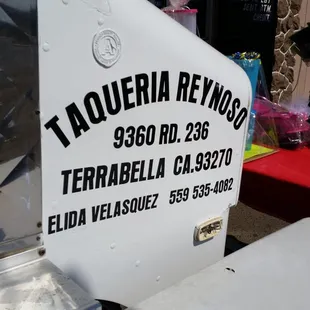 TAQUERIA REYNOSO
9360 RD. 236
TERRABELLA CA.93270
ELIDA VELASQUEZ 559 535-4082